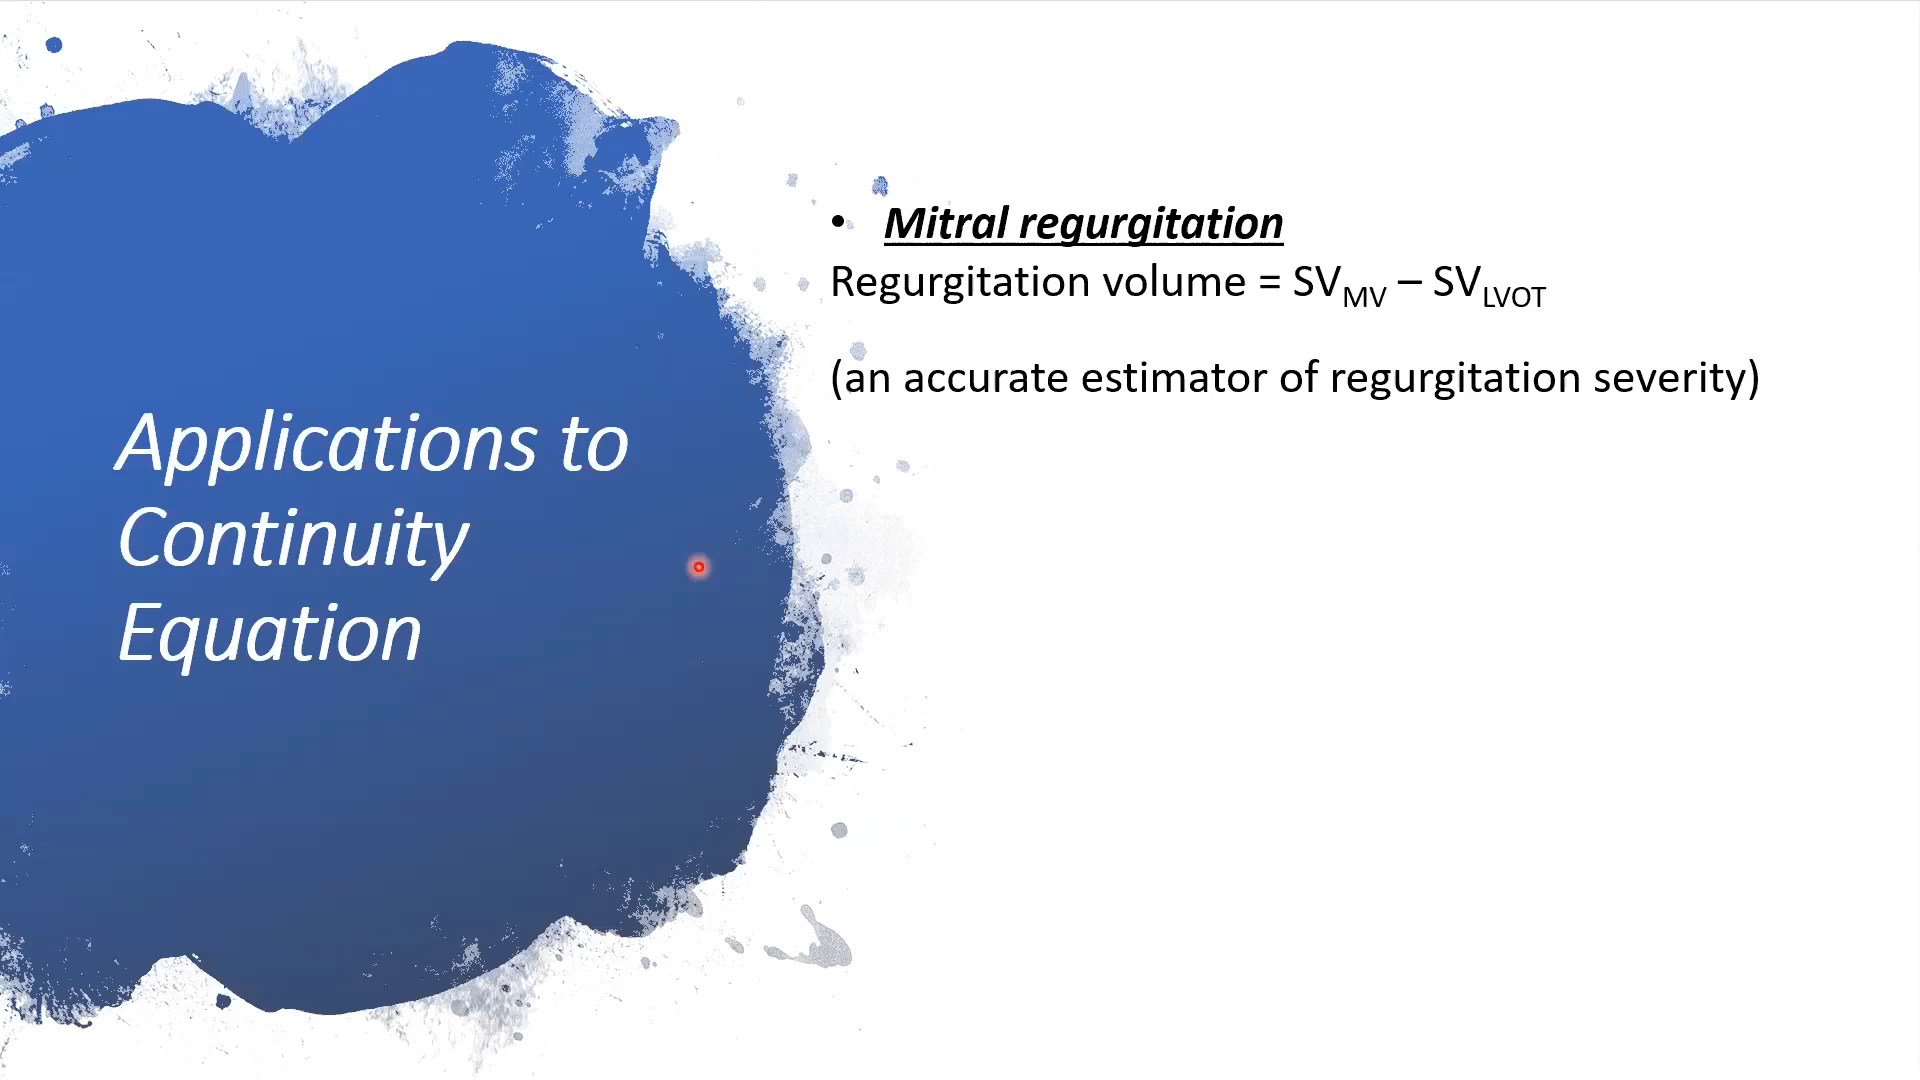 Applications to
Continuity
Equation
• Mitral regurgitation
Regurgitation volume = SVMV – SVLVOT
(an accurate estimator of regurgitation severity)